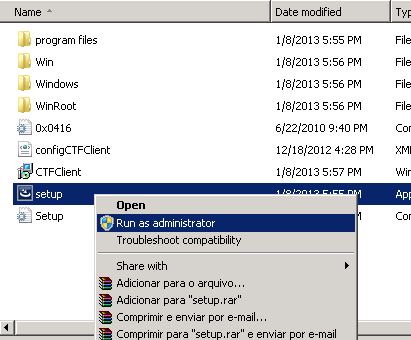 Name Date modified Ty
program files 1/8/2013 5:55 PM File
Win 1/8/2013 5:56 PM File
Windows 1/8/2013 5:56 PM File
WinRoot 1/8/2013 5:56 PM File
0x0416 6/22/2010 9:40 PM Cor
configCTFClient 12/18/2012 4:28 PM XM
CTFClient 1/8/2013 5:57 PM Win
setup 1/8/2013 5:55 PM App
Setup Cor
Open
Run as administrator
Troubleshoot compatibility
Share with
Adicionar para o arquivo...
Adicionar para "setup.rar"
Comprimir e enviar por e-mail...
Comprimir para "setup.rar" e enviar por e-mail